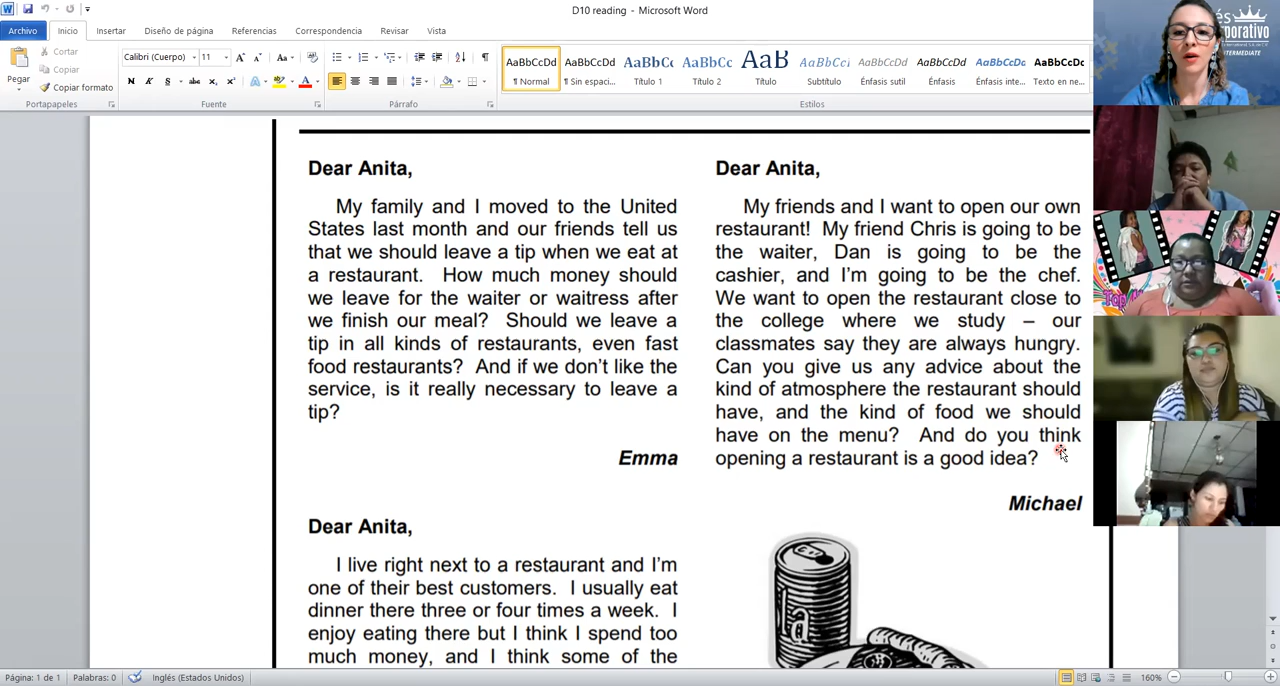 D10 reading - Microsoft Word
Archivo Inicio Insertar Diseño de página Referencias Correspondencia Revisar Vista
Pegar
Cortar
Copiar
Copiar formato
Portapapeles
Calibri (Cuerpo) 11
Fuente
Párrafo
AaBbCcDd AaBbCcDd AaBbCc AaBbCc AaB AaBbCcI AaBbCcDd AaBbCcDd AaBbCcDd AaBbCcDc
¶ Normal ¶ Sin espaci... Título 1 Título 2 Título Subtítulo Énfasis sutil Énfasis Énfasis inte... Texto en ne...
Estilos
Dear Anita,
My family and I moved to the United
States last month and our friends tell us
that we should leave a tip when we eat at
a restaurant. How much money should
we leave for the waiter or waitress after
we finish our meal? Should we leave a
tip in all kinds of restaurants, even fast
food restaurants? And if we don't like the
service, is it really necessary to leave a
tip?
Emma
Dear Anita,
I live right next to a restaurant and I'm
one of their best customers. I usually eat
dinner there three or four times a week. I
enjoy eating there but I think I spend too
much money, and I think some of the
Dear Anita,
My friends and I want to open our own
restaurant! My friend Chris is going to be
the waiter, Dan is going to be the
cashier, and I'm going to be the chef.
We want to open the restaurant close to
the college where we study – our
classmates say they are always hungry.
Can you give us any advice about the
kind of atmosphere the restaurant should
have, and the kind of food we should
have on the menu? And do you think
opening a restaurant is a good idea?
Michael
Página: 1 de 1 Palabras: 0 Inglés (Estados Unidos) 160%